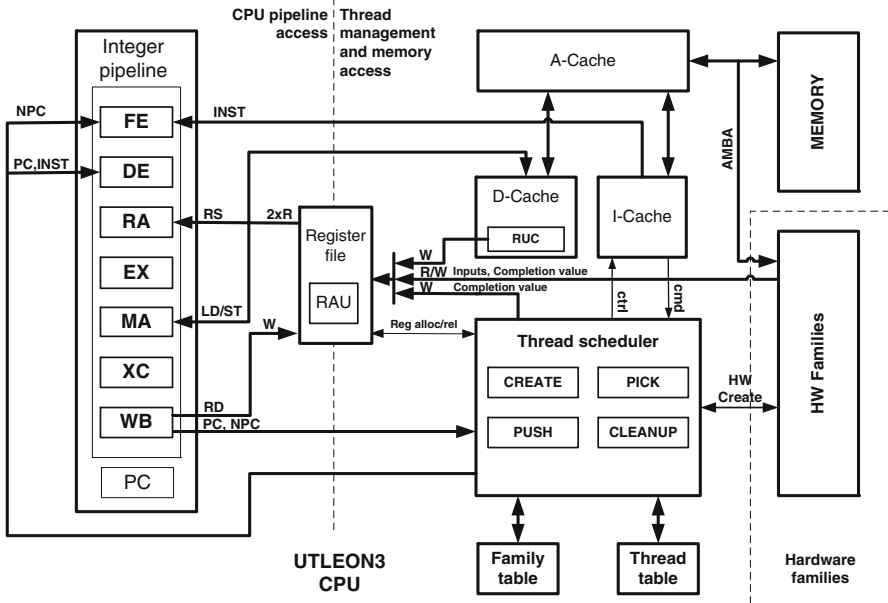 CPU pipeline
access
Thread
management
and memory
access
Integer
pipeline
NPC
FE
INST
PC,INST
DE
RA
RS
2xR
EX
MA
LD/ST
XC
W
WB
RD
PC, NPC
PC
Register
file
RAU
A-Cache
D-Cache
RUC
I-Cache
W
R/W
Inputs, Completion value
W
Completion value
ctrl
cmd
Reg alloc/rel
Thread scheduler
CREATE
PICK
PUSH
CLEANUP
AMBA
MEMORY
HW Families
HW
Create
Family
table
Thread
table
UTLEON3
CPU
Hardware
families